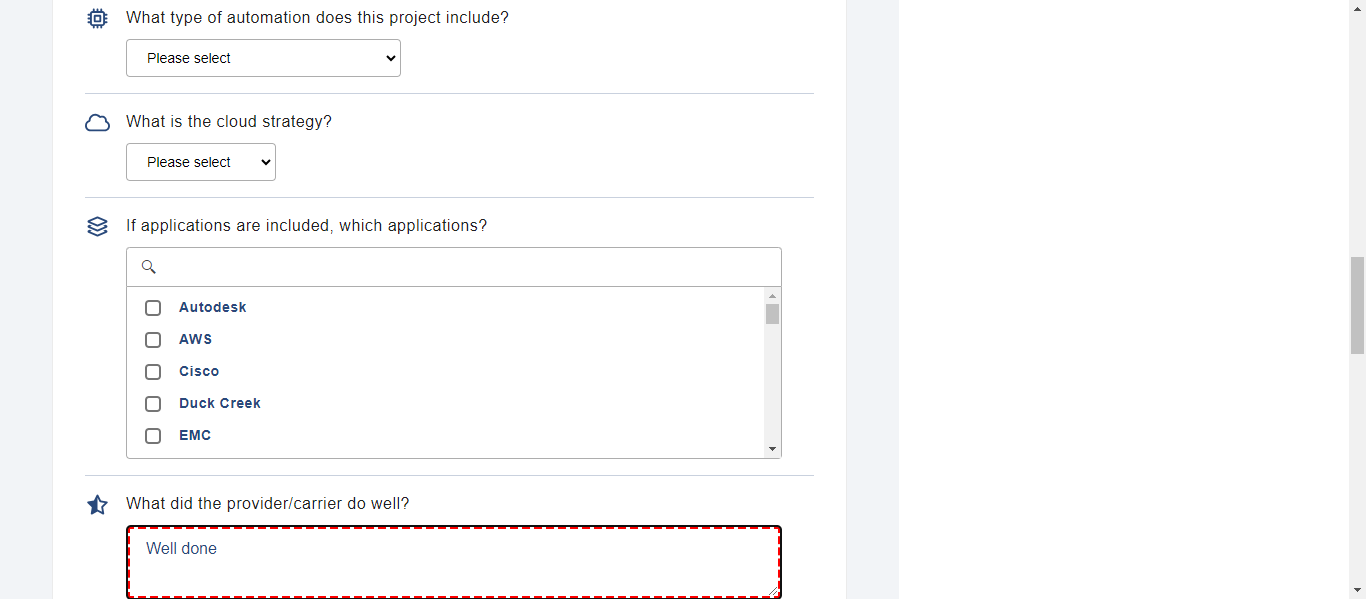 What type of automation does this project include?
Please select
What is the cloud strategy?
Please select
If applications are included, which applications?
Autodesk
AWS
Cisco
Duck Creek
EMC
What did the provider/carrier do well?
Well done